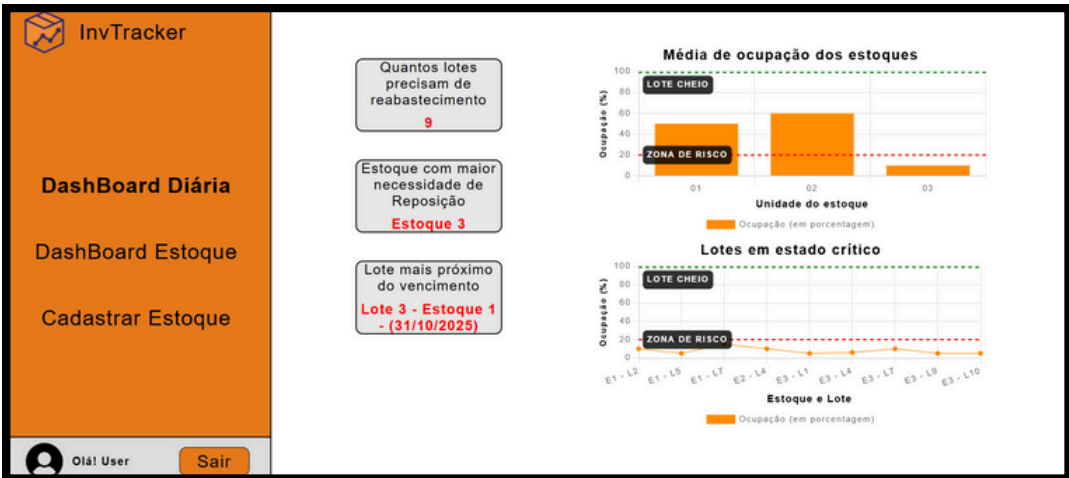 InvTracker
DashBoard Diária
DashBoard Estoque
Cadastrar Estoque
Olá! User
Sair
Quantos lotes
precisam de
reabastecimento
9
Estoque com maior
necessidade de
Reposição
Estoque 3
Lote mais próximo
do vencimento
Lote 3 - Estoque 1
- (31/10/2025)
Média de ocupação dos estoques
Ocupação (%)
100
80
60
40
20
0
LOTE CHEIO
ZONA DE RISCO
01 02 03
Unidade do estoque
Ocupação (em porcentagem)
Lotes em estado crítico
Ocupação (%)
100
80
60
40
20
0
LOTE CHEIO
ZONA DE RISCO
E1 - L2 E1 - L5 E1 - L7 E2 - L4 E3 - L1 E3 - L4 E3 - L7 E3 - L9 E3 - L10
Estoque e Lote
Ocupação (em porcentagem)